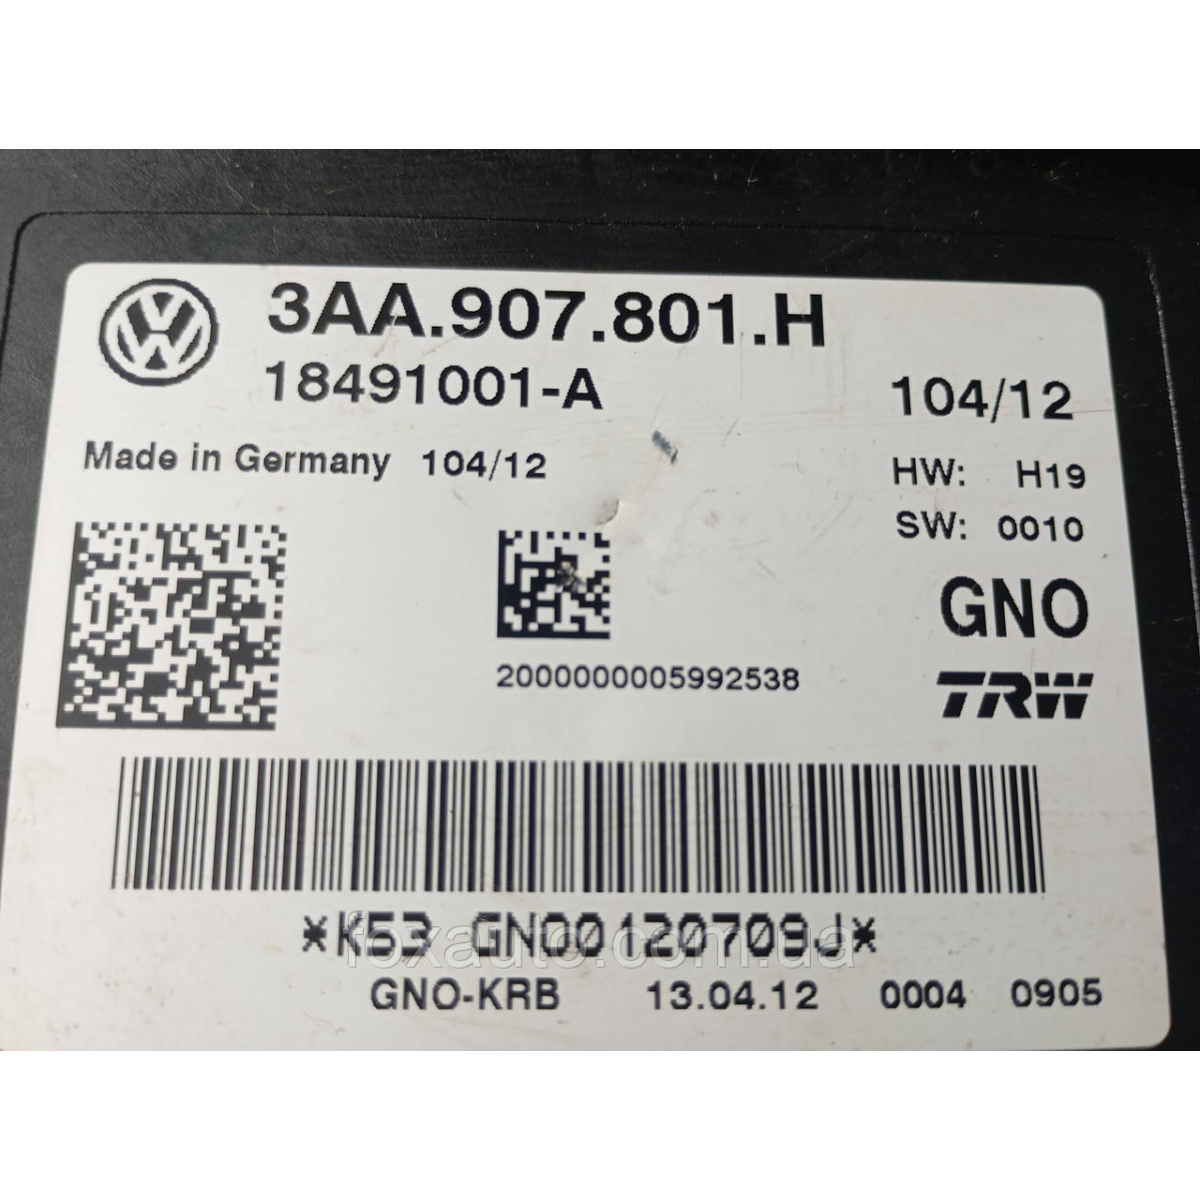 3AA.907.801.H
18491001-A
104/12
Made in Germany 104/12
HW: H19
SW: 0010
GNO
TRW
2000000005992538
*K53 GNO0120709J*
foxauto.com.ua
GNO-KRB 13.04.12 0004 0905